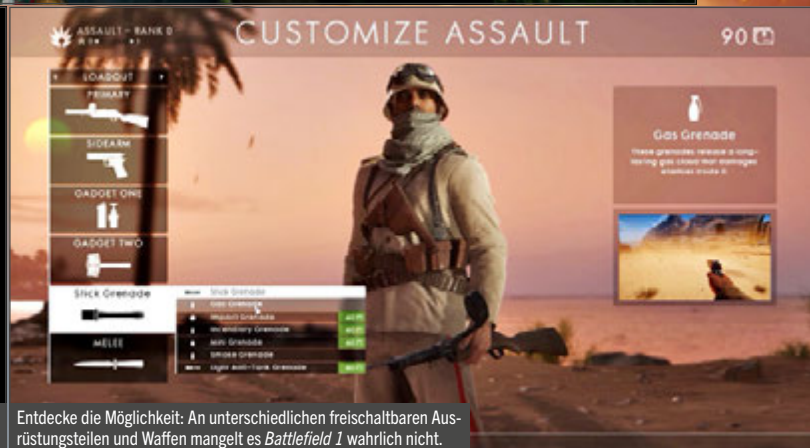 ASSAULT - RANK 0
CUSTOMIZE ASSAULT
90
LOADOUT
PRIMARY
SIDEARM
GADGET ONE
GADGET TWO
Stick Grenade
MELEE
Stick Grenade
Gas Grenade
Impact Grenade
Incendiary Grenade
Mini Grenade
Smoke Grenade
Light Anti-Tank Grenade
Gas Grenade
These grenades release a long-
lasting gas cloud that damages
enemies inside it.
Entdecke die Möglichkeit: An unterschiedlichen freischaltbaren Aus-
rüstungsteilen und Waffen mangelt es Battlefield 1 wahrlich nicht.